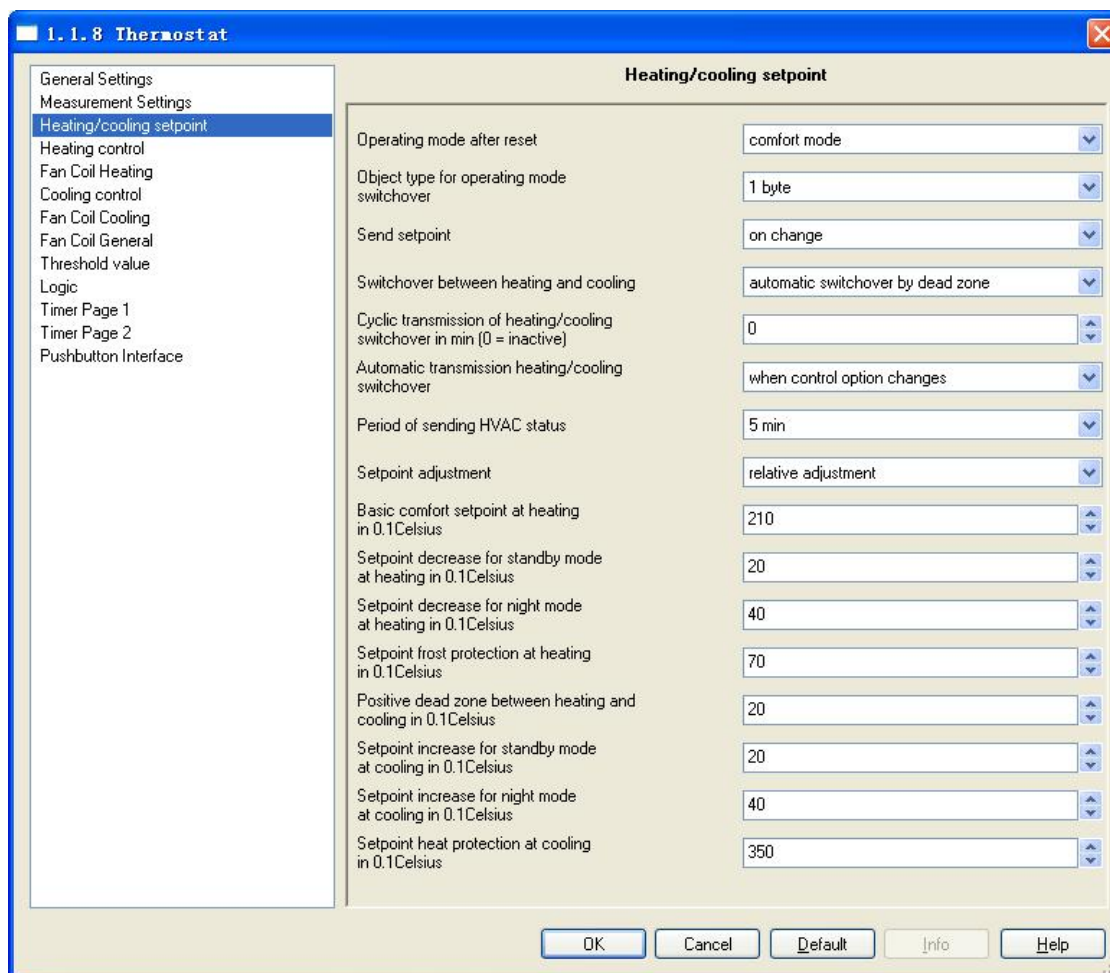 1.1.8 Thermostat
General Settings
Measurement Settings
Heating/cooling setpoint
Heating control
Fan Coil Heating
Cooling control
Fan Coil Cooling
Fan Coil General
Threshold value
Logic
Timer Page 1
Timer Page 2
Pushbutton Interface
Heating/cooling setpoint
Operating mode after reset
comfort mode
Object type for operating mode
switchover
1 byte
Send setpoint
on change
Switchover between heating and cooling
automatic switchover by dead zone
Cyclic transmission of heating/cooling
switchover in min (0 = inactive)
0
Automatic transmission heating/cooling
switchover
when control option changes
Period of sending HVAC status
5 min
Setpoint adjustment
relative adjustment
Basic comfort setpoint at heating
in 0.1Celsius
210
Setpoint decrease for standby mode
at heating in 0.1Celsius
20
Setpoint decrease for night mode
at heating in 0.1Celsius
40
Setpoint frost protection at heating
in 0.1Celsius
70
Positive dead zone between heating and
cooling in 0.1Celsius
20
Setpoint increase for standby mode
at cooling in 0.1Celsius
20
Setpoint increase for night mode
at cooling in 0.1Celsius
40
Setpoint heat protection at cooling
in 0.1Celsius
350
OK
Cancel
Default
Info
Help